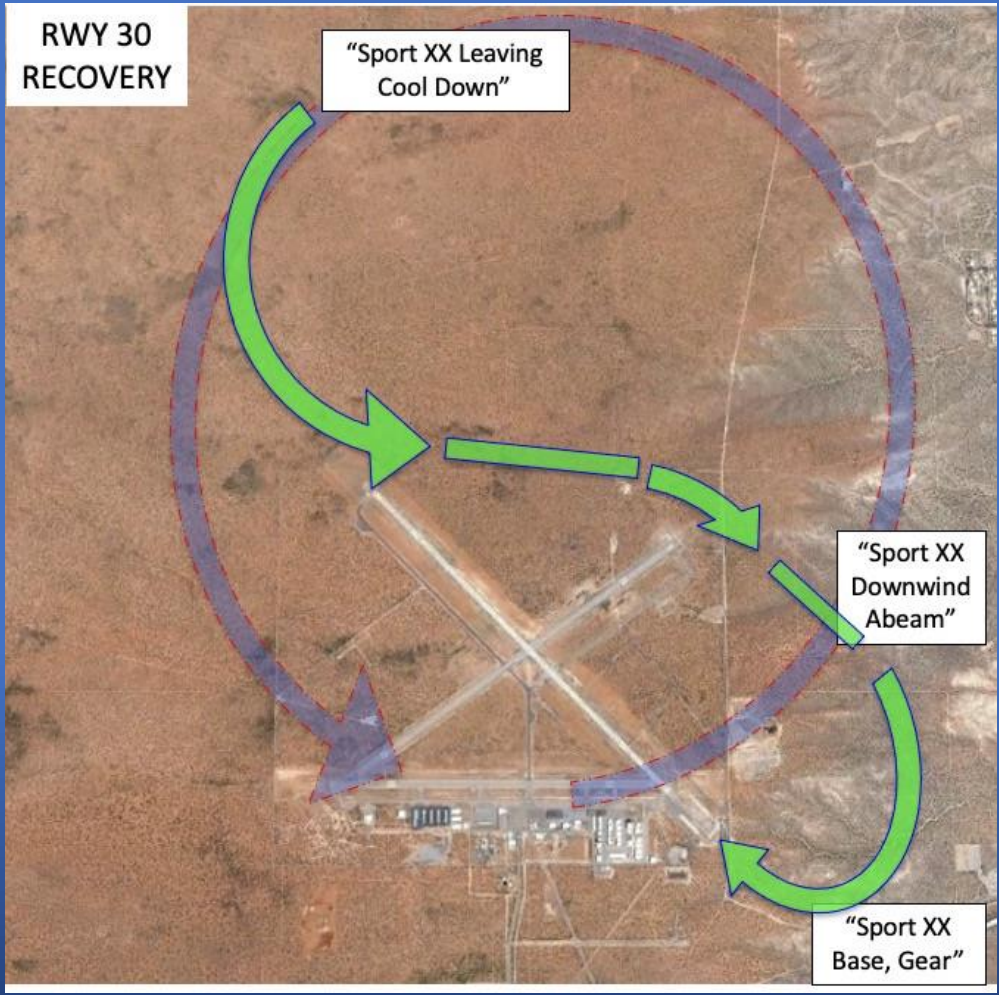 RWY 30
RECOVERY
“Sport XX Leaving
Cool Down”
“Sport XX
Downwind
Abeam”
“Sport XX
Base, Gear”